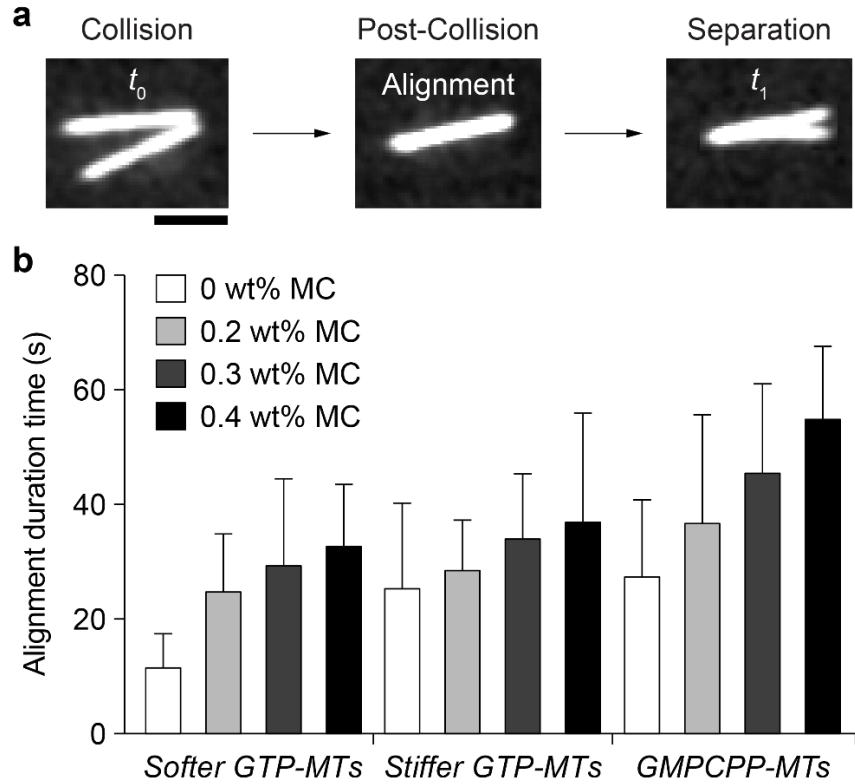 a
Collision Post-Collision Separation
t0 Alignment t1
b
80
60
40
20
0
Alignment duration time (s)
0 wt% MC
0.2 wt% MC
0.3 wt% MC
0.4 wt% MC
Softer GTP-MTs Stiffer GTP-MTs GMPCPP-MTs